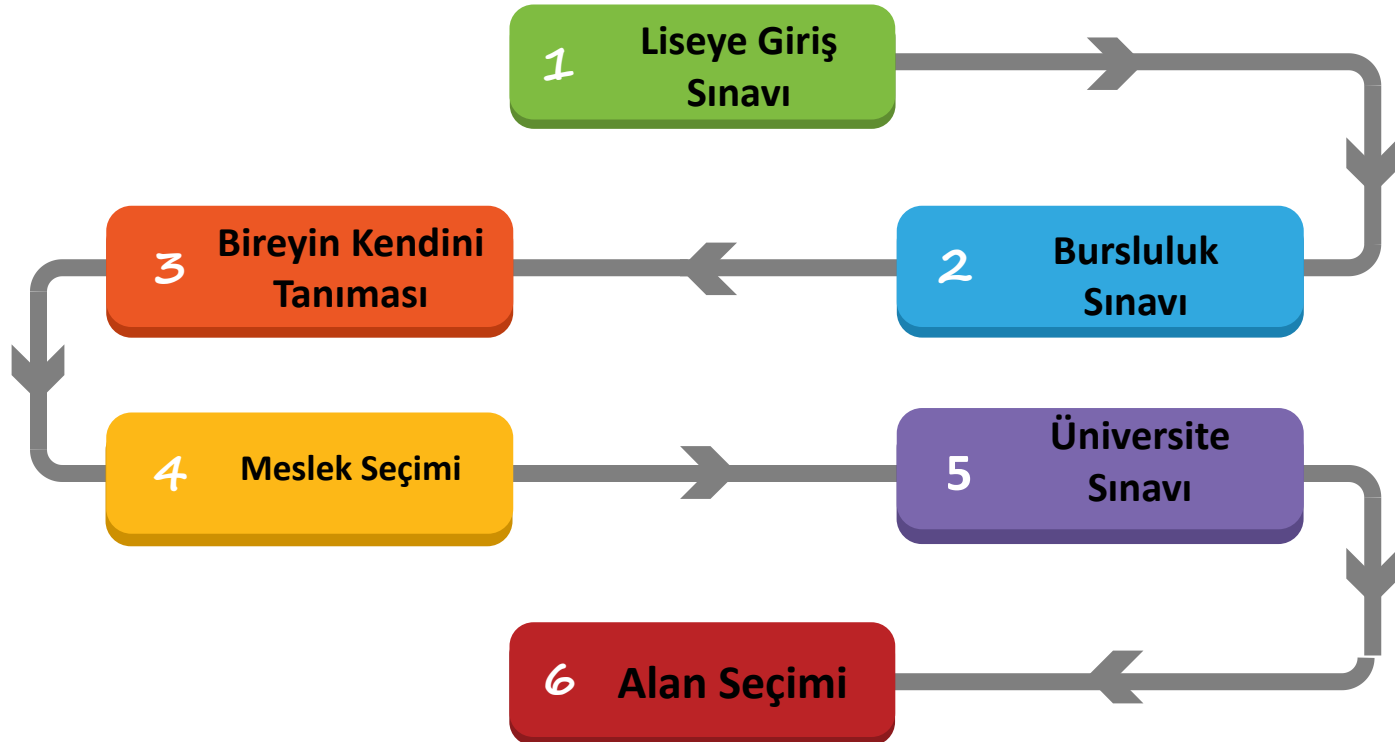 1 Liseye Giriş
Sınavı
2 Bursluluk
Sınavı
3 Bireyin Kendini
Tanıması
4 Meslek Seçimi
5 Üniversite
Sınavı
6 Alan Seçimi